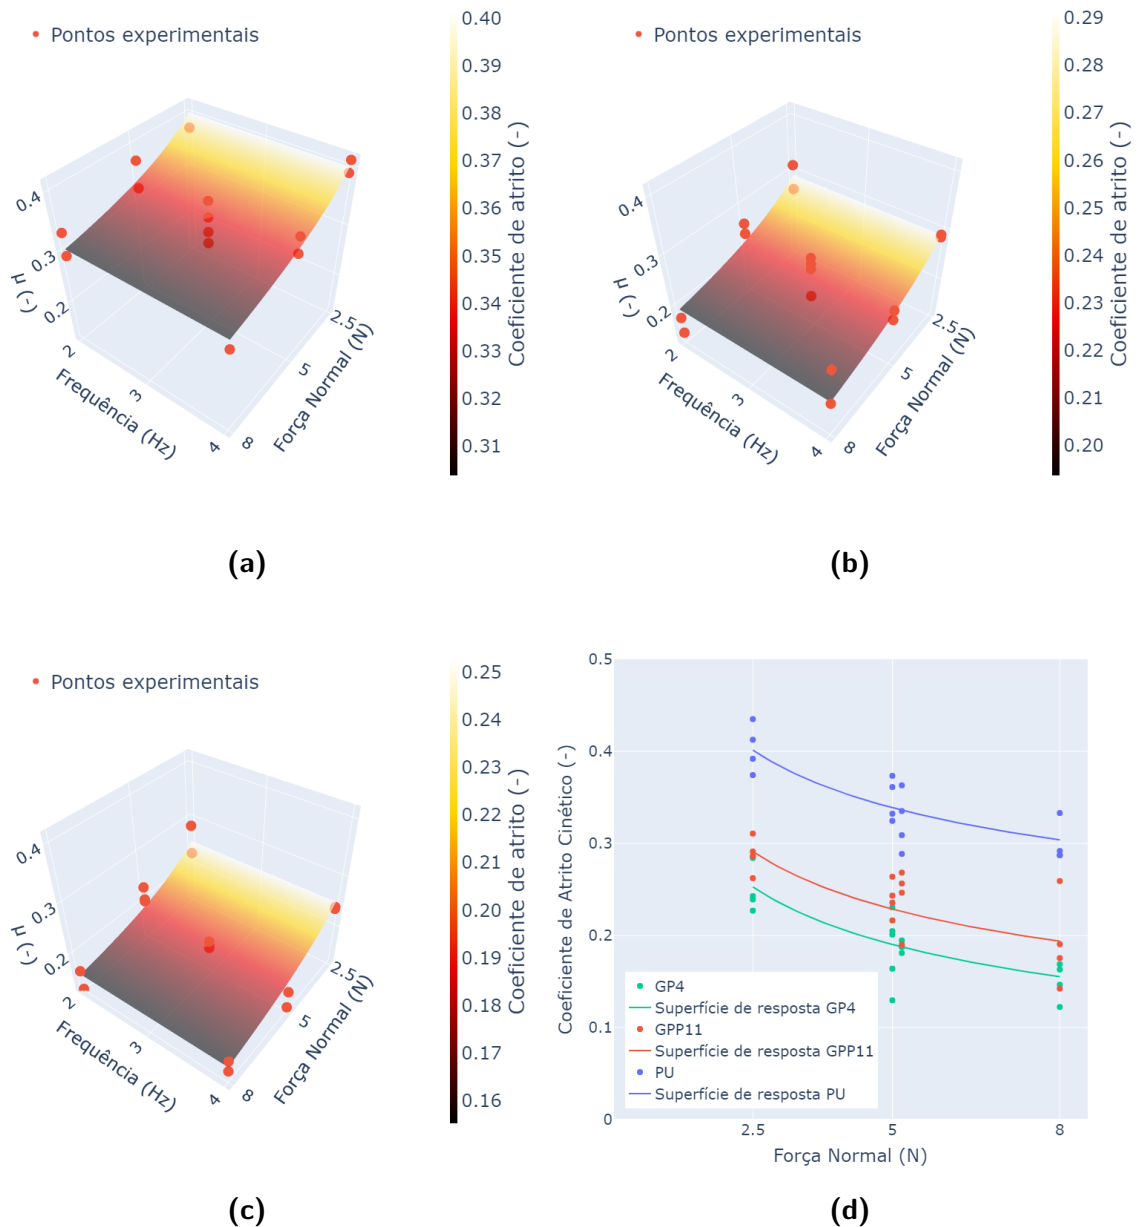 Pontos experimentais
0.40
0.39
0.38
0.37
0.36
0.35
0.34
0.33
0.32
0.31
Coeficiente de atrito (-)
0.4
0.3
0.2
μ (-)
2
3
4
Frequência (Hz)
2.5
5
8
Força Normal (N)
(a)
Pontos experimentais
0.29
0.28
0.27
0.26
0.25
0.24
0.23
0.22
0.21
0.20
Coeficiente de atrito (-)
0.4
0.3
0.2
μ (-)
2
3
4
Frequência (Hz)
2.5
5
8
Força Normal (N)
(b)
Pontos experimentais
0.25
0.24
0.23
0.22
0.21
0.20
0.19
0.18
0.17
0.16
Coeficiente de atrito (-)
0.4
0.3
0.2
μ (-)
2
3
4
Frequência (Hz)
2.5
5
8
Força Normal (N)
(c)
0.5
0.4
0.3
0.2
0.1
0
Coeficiente de Atrito Cinético (-)
GP4
Superfície de resposta GP4
GPP11
Superfície de resposta GPP11
PU
Superfície de resposta PU
2.5
5
8
Força Normal (N)
(d)